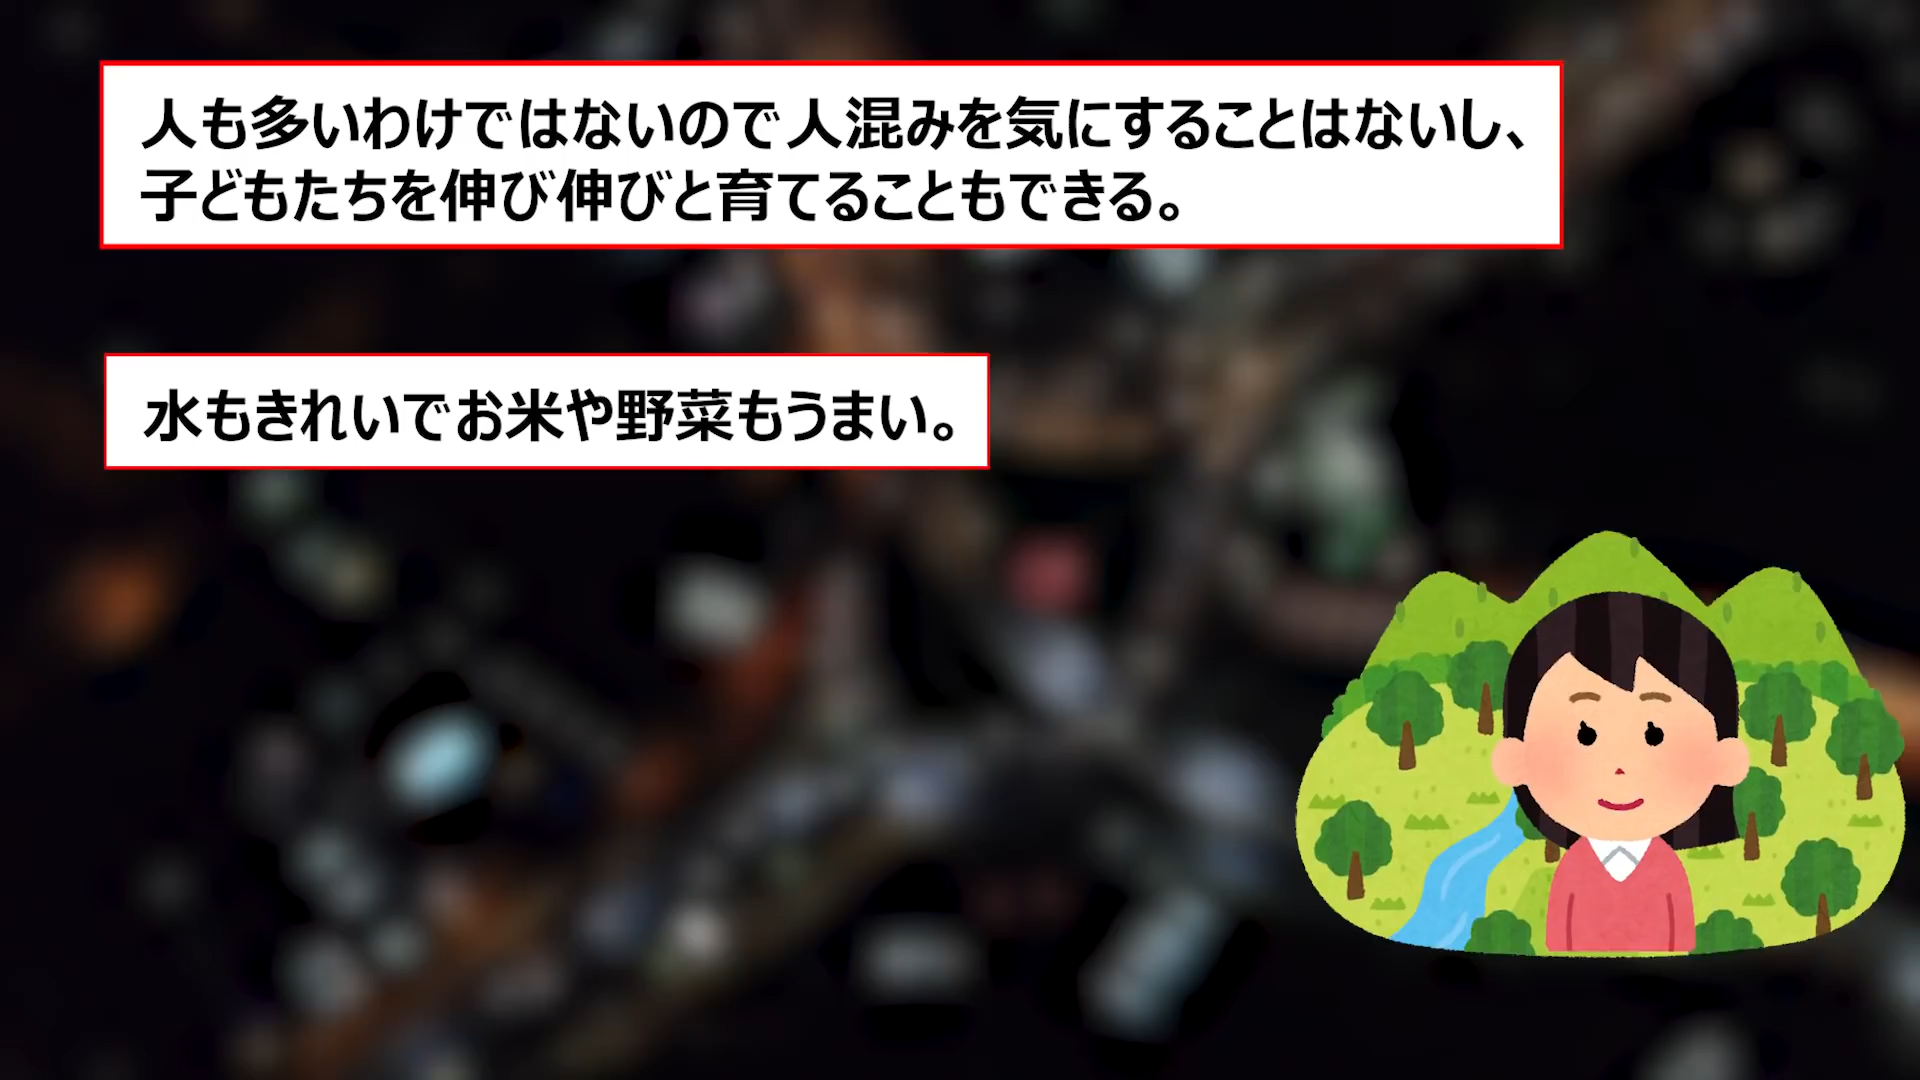 人も多いわけではないので人混みを気にすることはないし、
子どもたちを伸び伸びと育てることもできる。
水もきれいでお米や野菜もうまい。